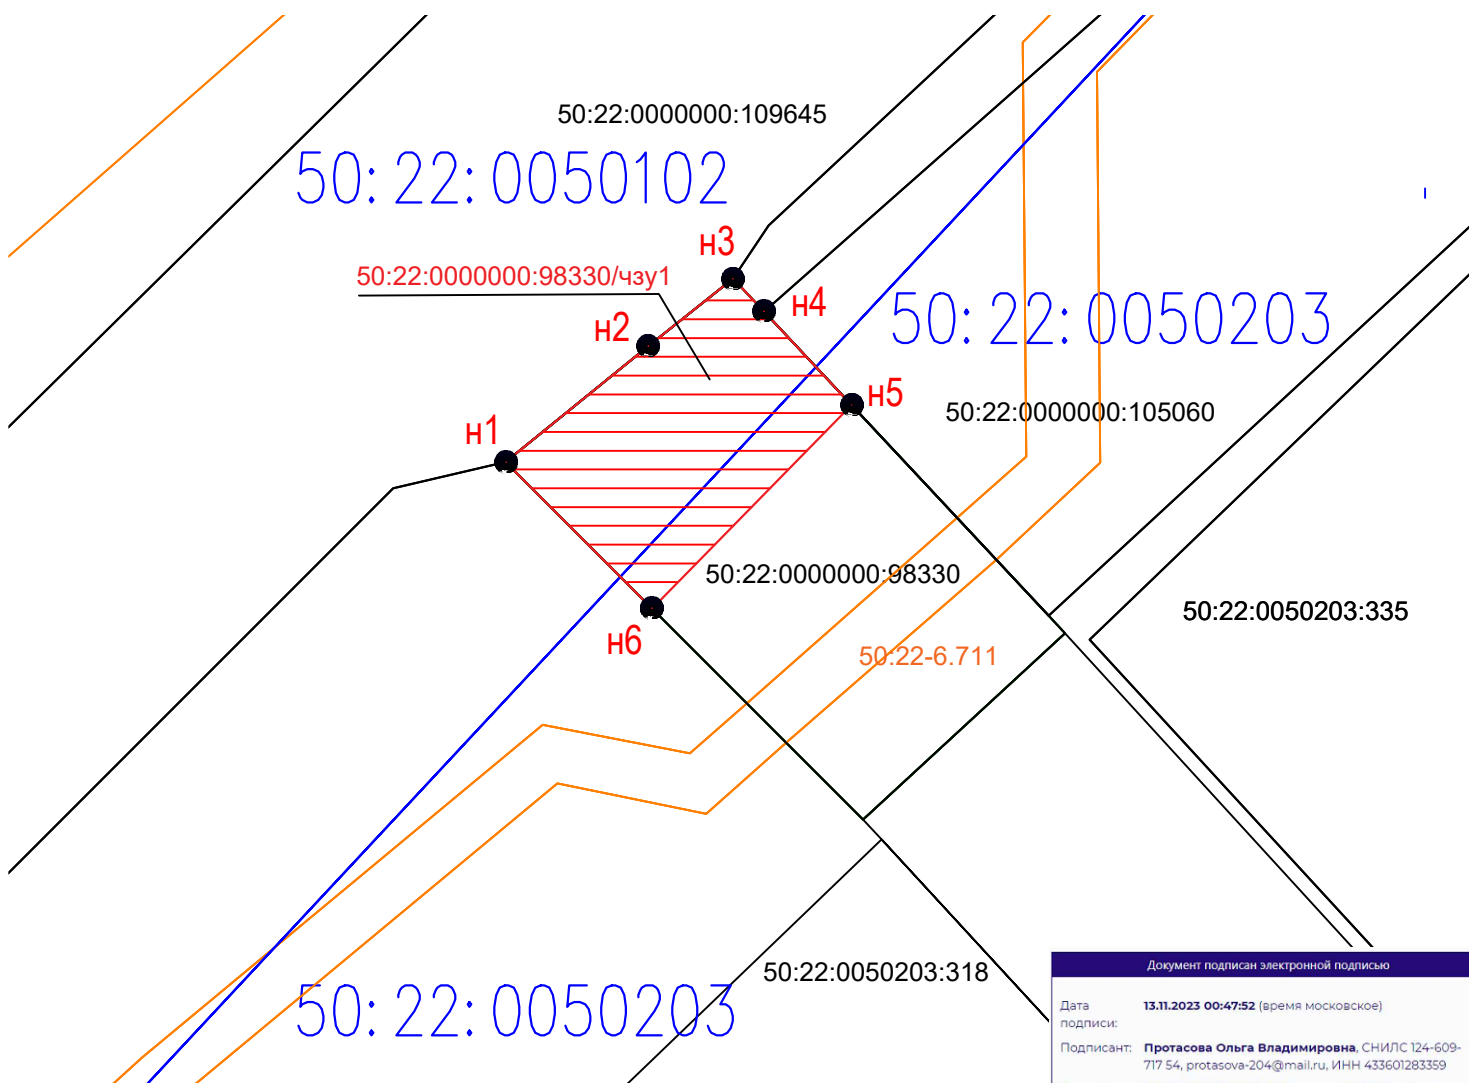 50:22:0000000:109645
50:22:0050102
н3
50:22:0000000:98330/чзу1
н4
50:22:0050203
н2
н5
50:22:0000000:105060
н1
50:22:0000000:98330
50:22:0050203:335
н6
50:22-6.711
50:22:0050203:318
50:22:0050203
Документ подписан электронной подписью
Дата подписи: 13.11.2023 00:47:52 (время московское)
Подписант: Протасова Ольга Владимировна, СНИЛС 124-609-
717 54, protasova-204@mail.ru, ИНН 433601283359